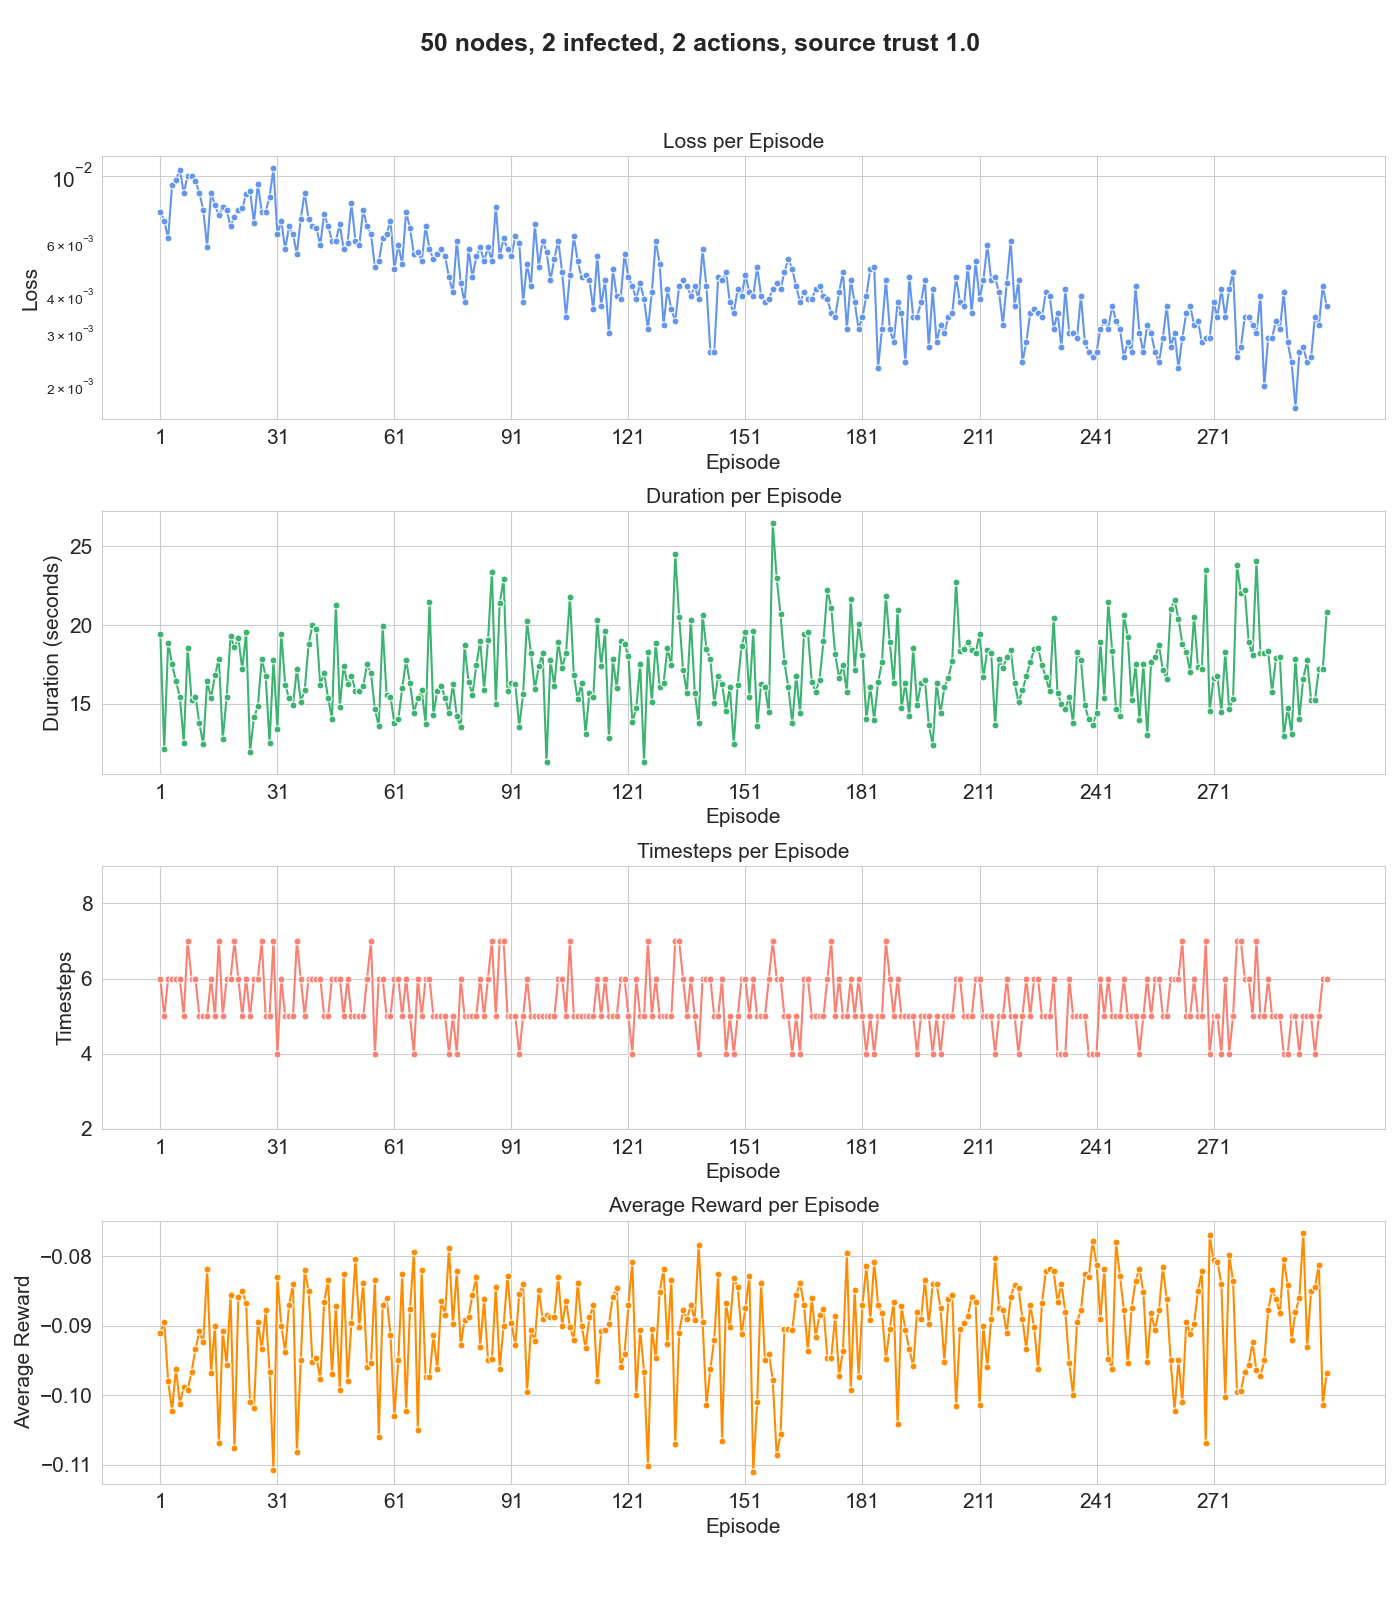 50 nodes, 2 infected, 2 actions, source trust 1.0
Loss per Episode
Loss
10⁻²
6 × 10⁻³
4 × 10⁻³
3 × 10⁻³
2 × 10⁻³
1 31 61 91 121 151 181 211 241 271
Episode
Duration per Episode
Duration (seconds)
25
20
15
1 31 61 91 121 151 181 211 241 271
Episode
Timesteps per Episode
Timesteps
8
6
4
2
1 31 61 91 121 151 181 211 241 271
Episode
Average Reward per Episode
Average Reward
−0.08
−0.09
−0.10
−0.11
1 31 61 91 121 151 181 211 241 271
Episode